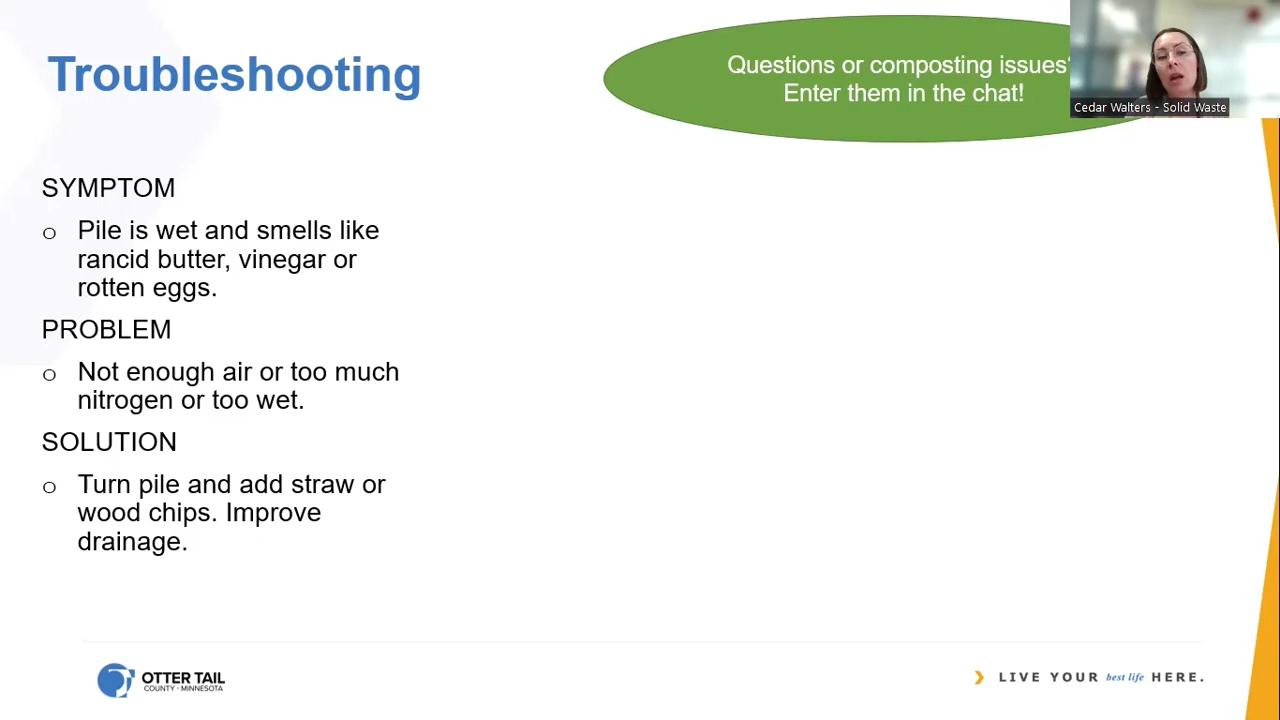 Troubleshooting
Questions or composting issues?
Enter them in the chat!
Cedar Walters - Solid Waste
SYMPTOM
o Pile is wet and smells like
rancid butter, vinegar or
rotten eggs.
PROBLEM
o Not enough air or too much
nitrogen or too wet.
SOLUTION
o Turn pile and add straw or
wood chips. Improve
drainage.
OTTER TAIL
COUNTY · MINNESOTA
LIVE YOUR best life HERE.